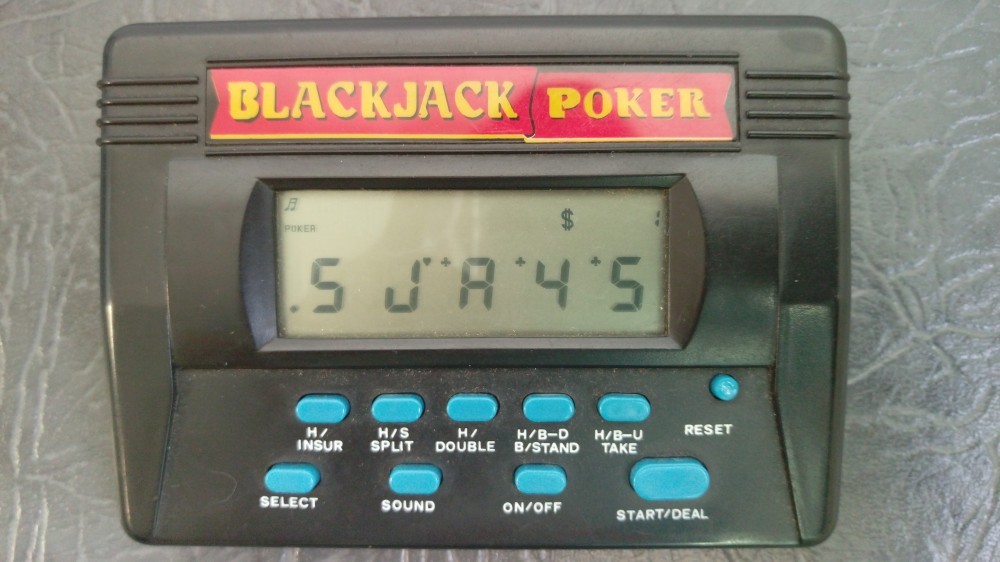 BLACKJACK POKER
$
POKER
5 J♥ A 4 5
H/ INSUR
H/S SPLIT
H/ DOUBLE
H/B-D B/STAND
H/B-U TAKE
RESET
SELECT
SOUND
ON/OFF
START/DEAL